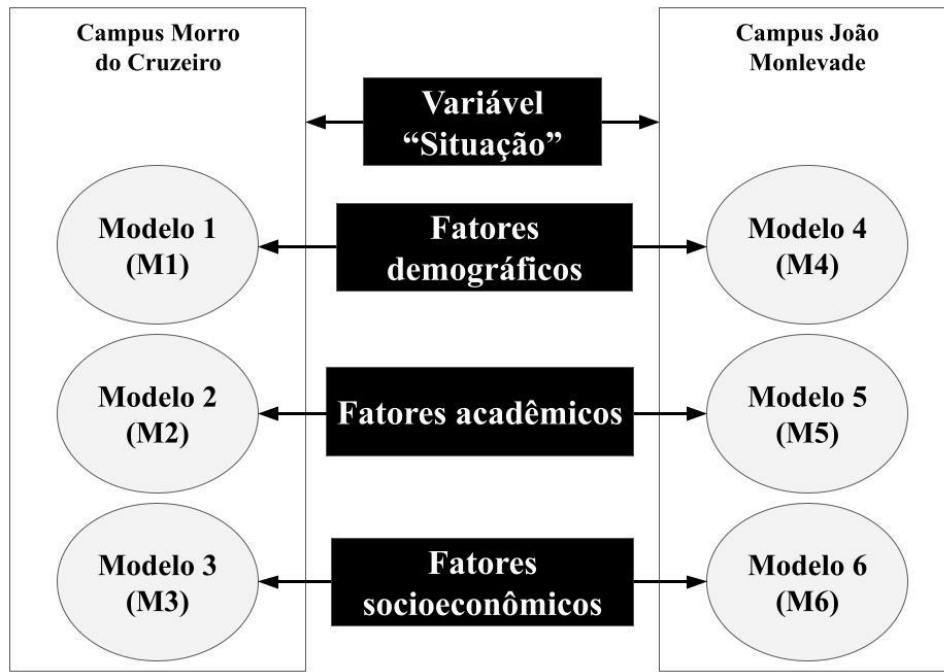 Campus Morro
do Cruzeiro
Campus João
Monlevade
Variável
“Situação”
Modelo 1
(M1)
Fatores
demográficos
Modelo 4
(M4)
Modelo 2
(M2)
Fatores acadêmicos
Modelo 5
(M5)
Modelo 3
(M3)
Fatores
socioeconômicos
Modelo 6
(M6)